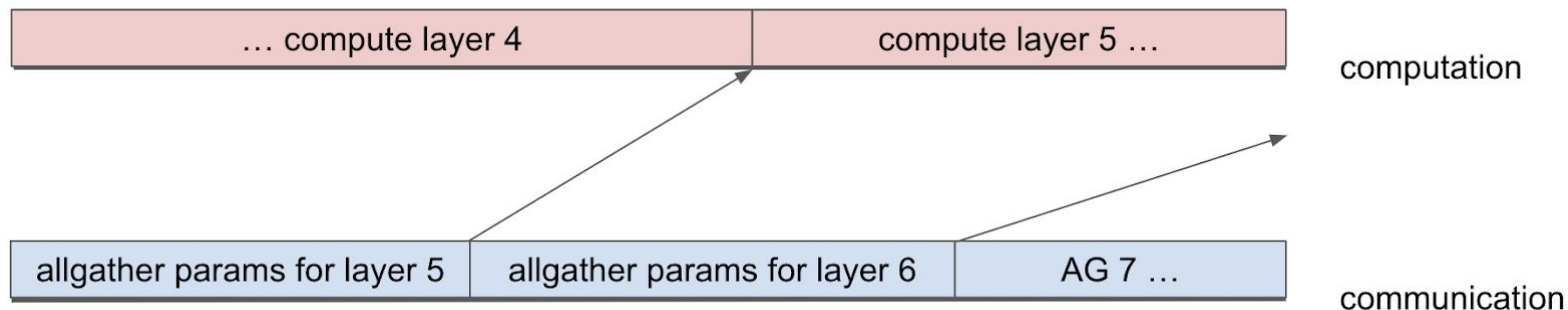 … compute layer 4
compute layer 5 …
computation
allgather params for layer 5
allgather params for layer 6
AG 7 …
communication